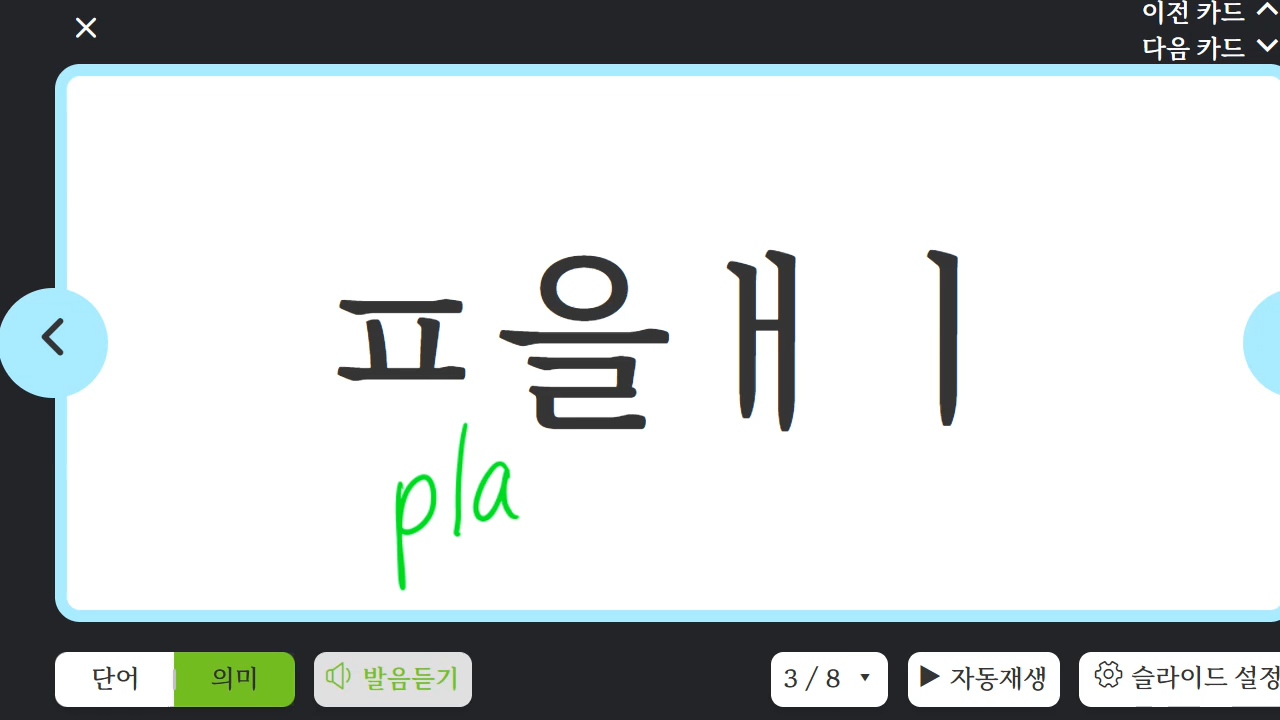 이전 카드
다음 카드
ㅍ을ㅐㅣ
pla
단어 의미 발음듣기 3 / 8 자동재생 슬라이드 설정